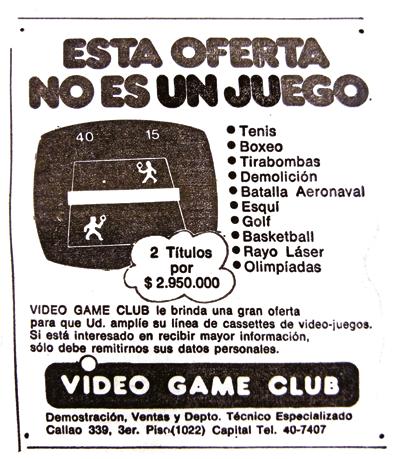 ESTA OFERTA
NO ES UN JUEGO
40 15
● Tenis
● Boxeo
● Tirabombas
● Demolición
● Batalla Aeronaval
● Esquí
● Golf
● Basketball
● Rayo Láser
● Olimpíadas
2 Títulos
por
$ 2.950.000
VIDEO GAME CLUB le brinda una gran oferta
para que Ud. amplíe su línea de cassettes de video-juegos.
Si está interesado en recibir mayor información,
sólo debe remitirnos sus datos personales.
VIDEO GAME CLUB
Demostración, Ventas y Depto. Técnico Especializado
Callao 339, 3er. Piso (1022) Capital Tel. 40-7407